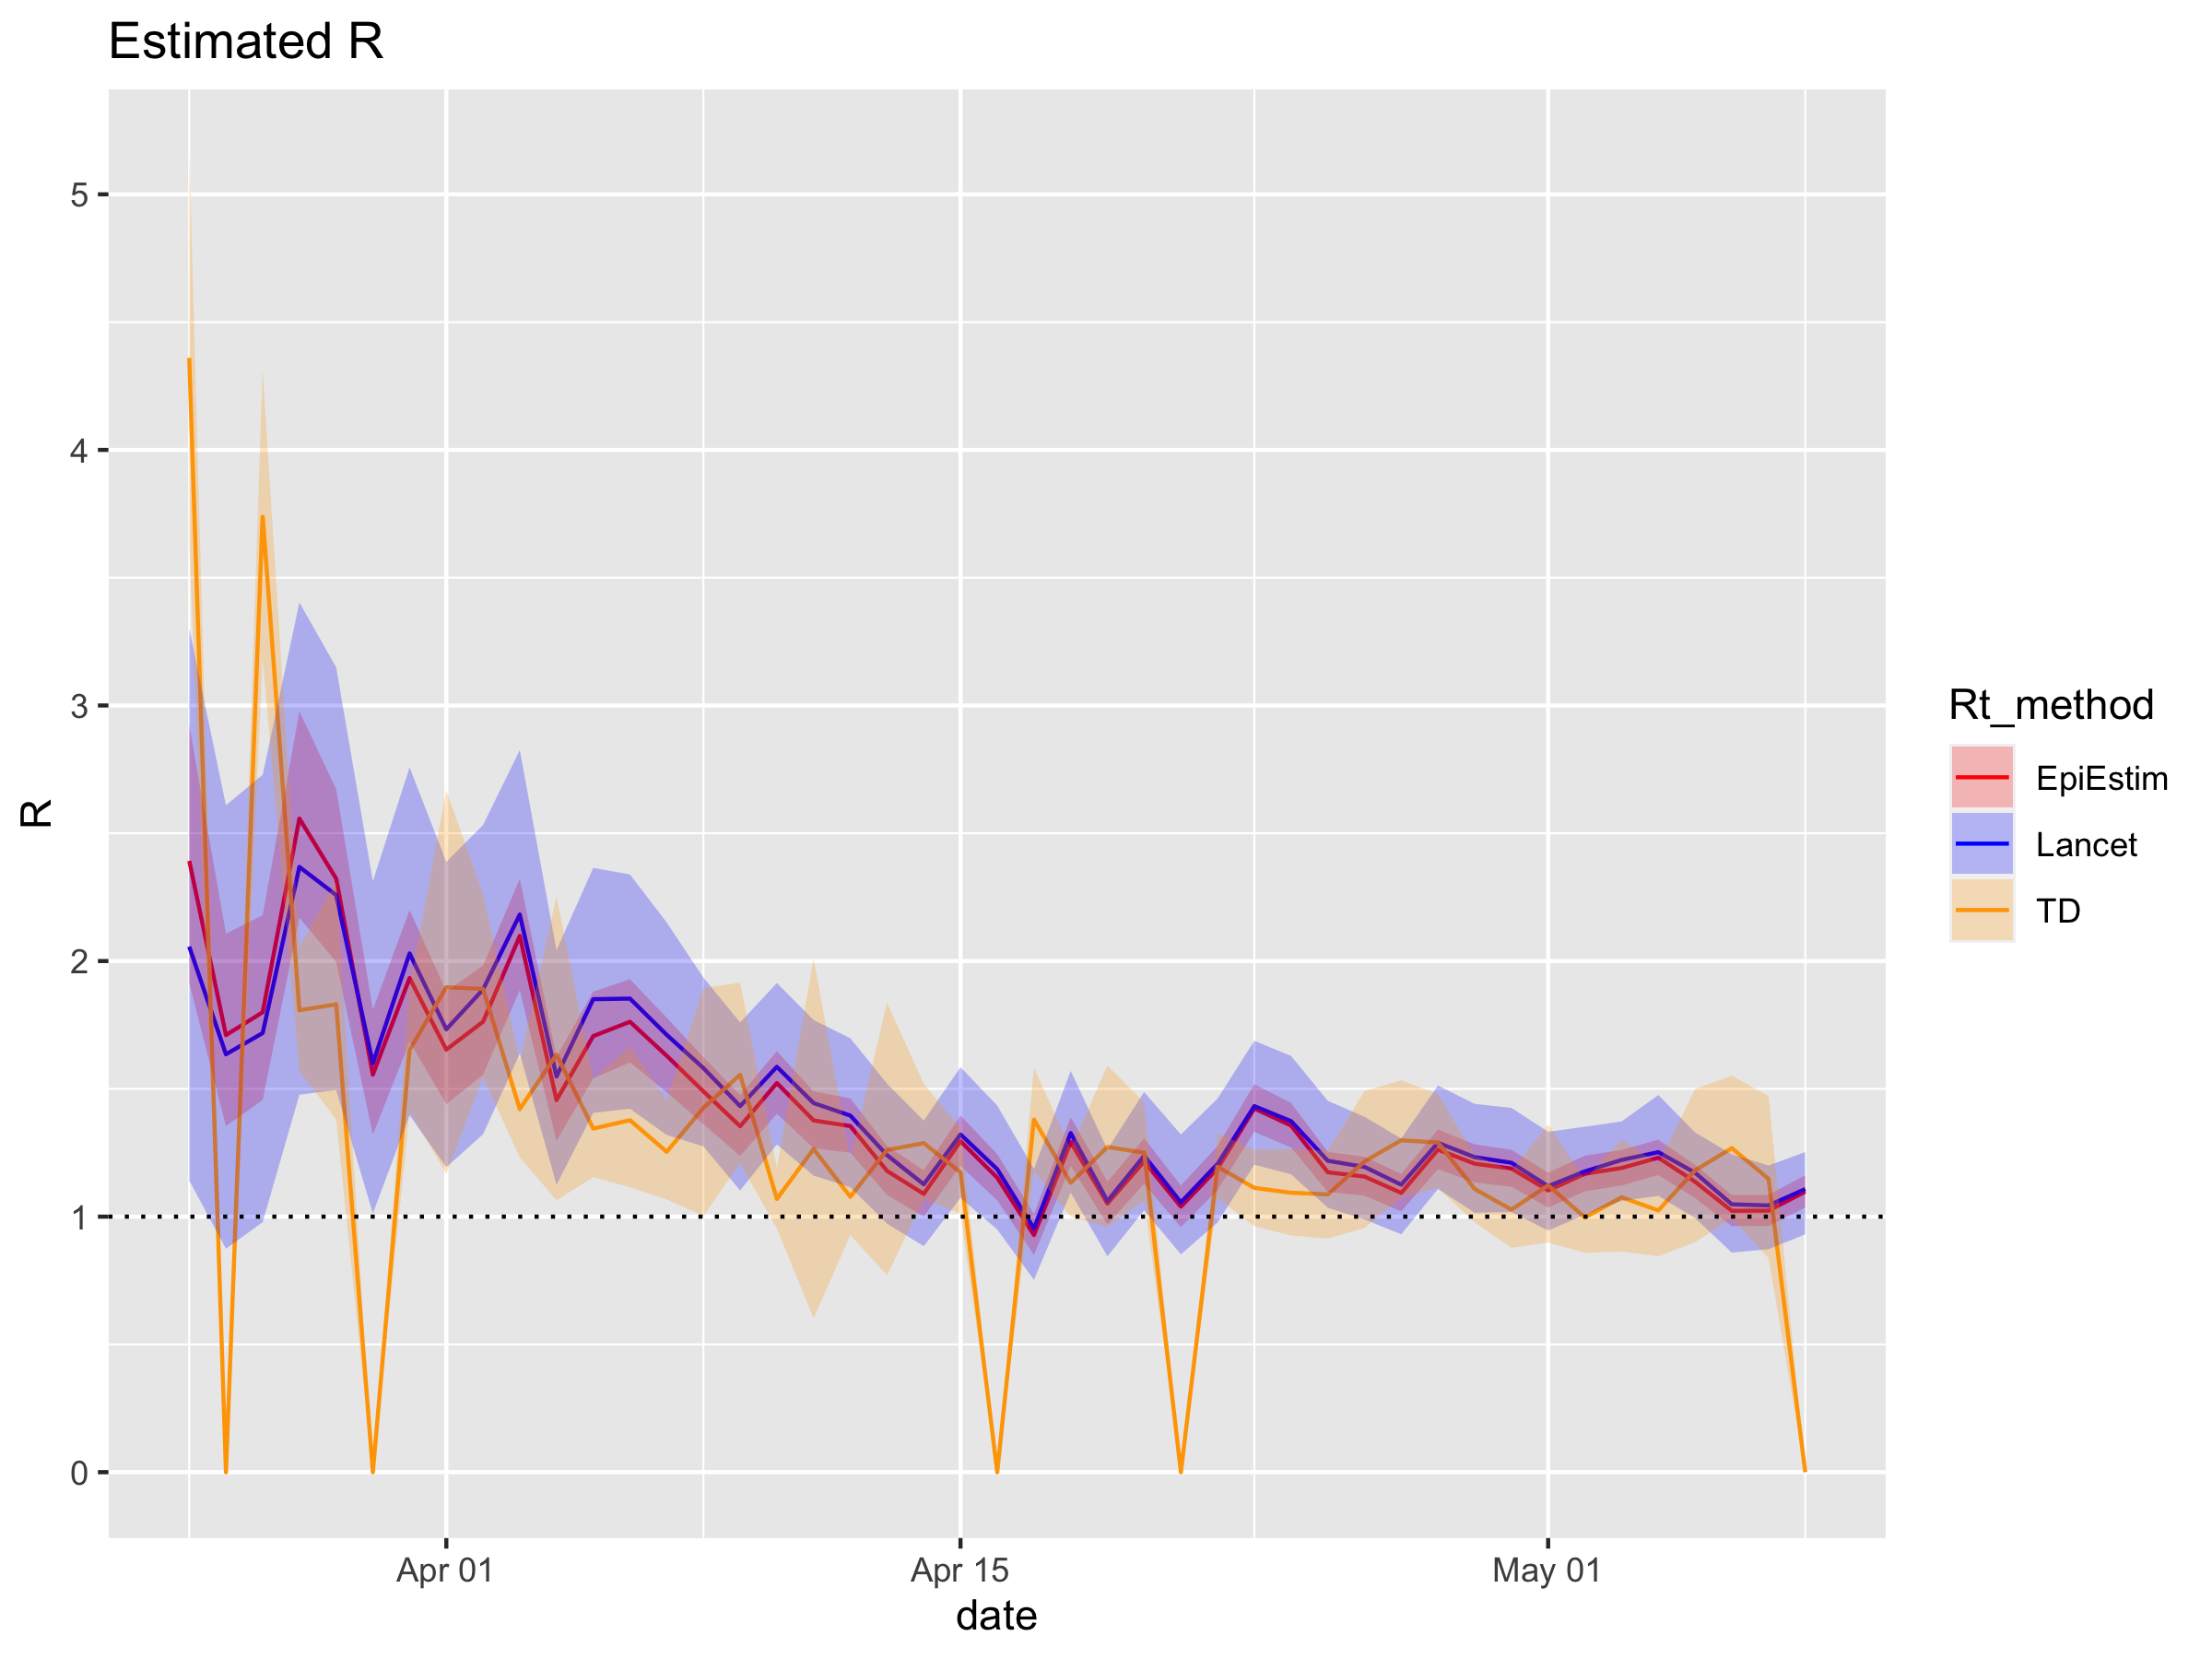 Estimated R
5
4
3
2
1
0
R
Apr 01
Apr 15
May 01
date
Rt_method
EpiEstim
Lancet
TD